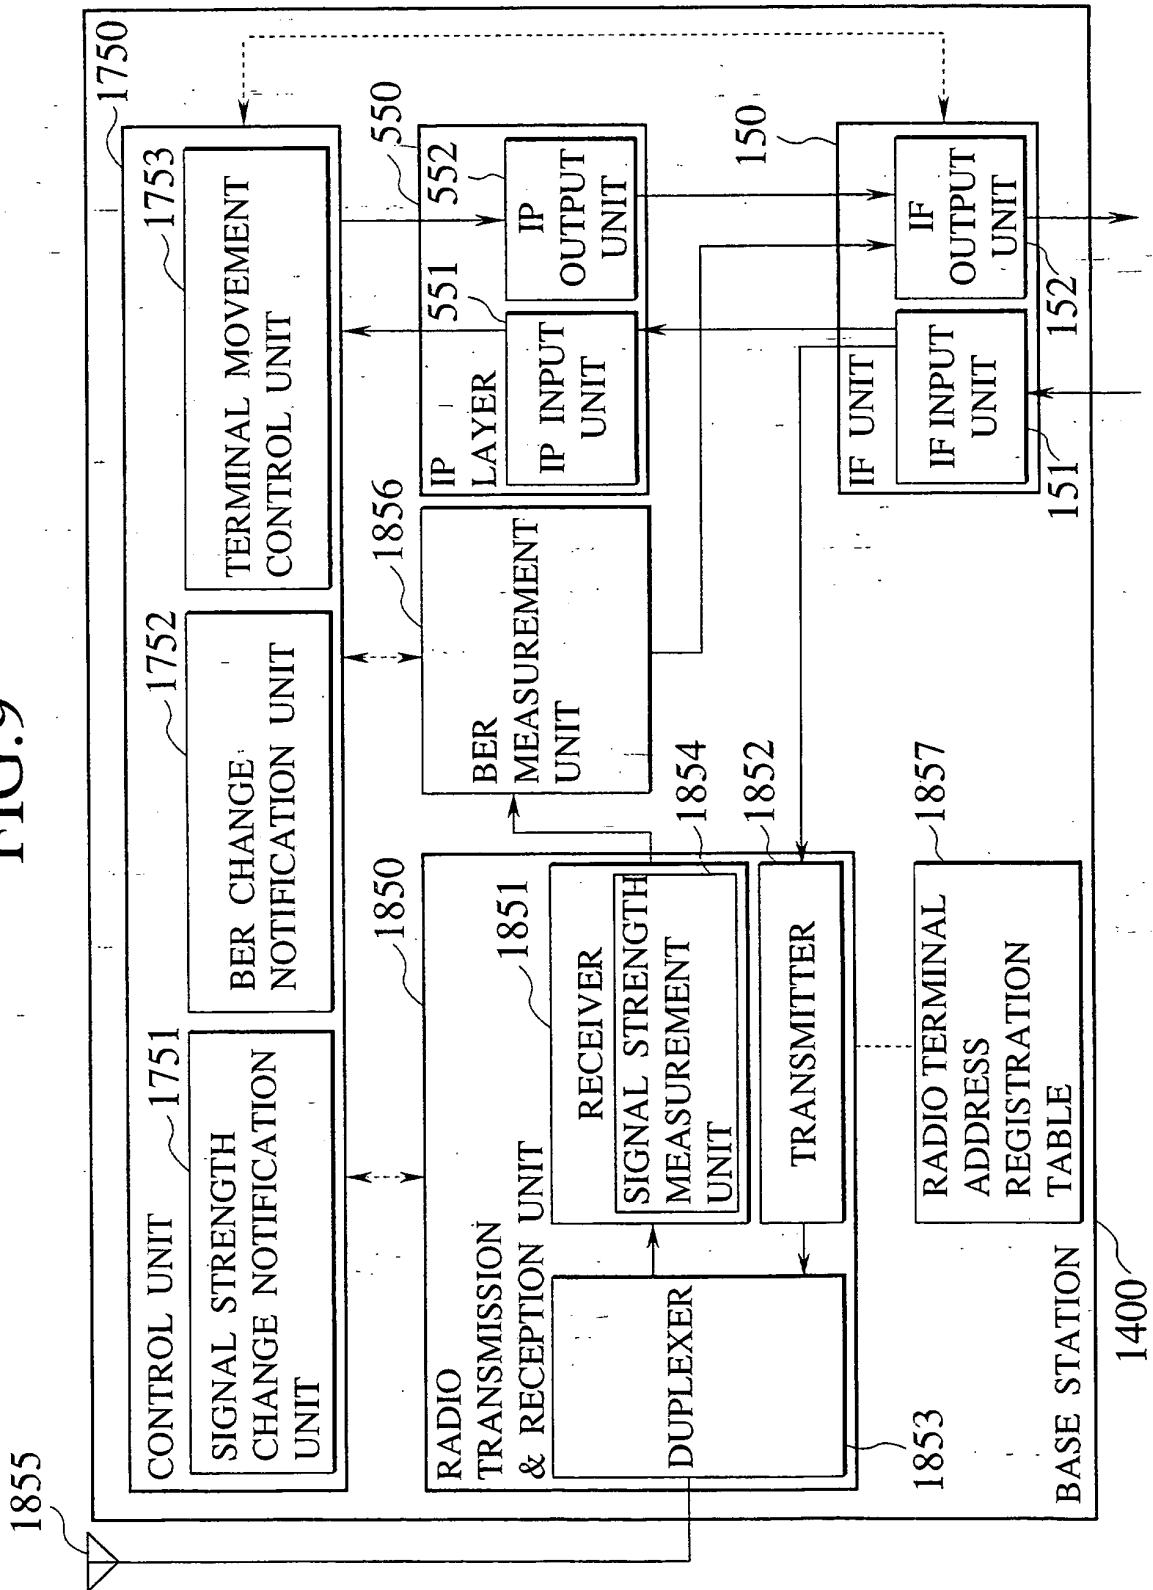 FIG.9
1855
1750
CONTROL UNIT
1751
SIGNAL STRENGTH
CHANGE NOTIFICATION
UNIT
1752
BER CHANGE
NOTIFICATION UNIT
1753
TERMINAL MOVEMENT
CONTROL UNIT
1850
RADIO
TRANSMISSION
& RECEPTION UNIT
1851
RECEIVER
SIGNAL STRENGTH
MEASUREMENT
UNIT
1854
1852
TRANSMITTER
DUPLEXER
1853
1856
BER
MEASUREMENT
UNIT
550
IP
LAYER
551
IP INPUT
UNIT
552
IP
OUTPUT
UNIT
150
IF UNIT
IF INPUT
UNIT
151
IF
OUTPUT
UNIT
152
1857
RADIO TERMINAL
ADDRESS
REGISTRATION
TABLE
BASE STATION
1400